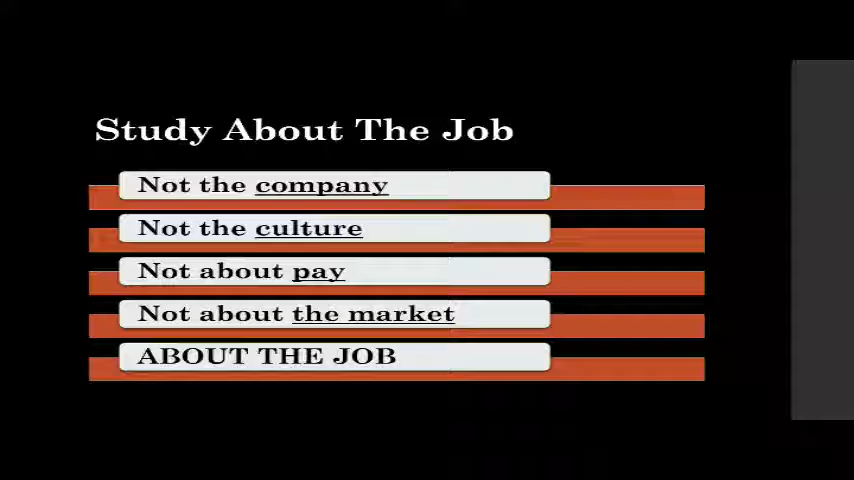 Study About The Job
Not the company
Not the culture
Not about pay
Not about the market
ABOUT THE JOB